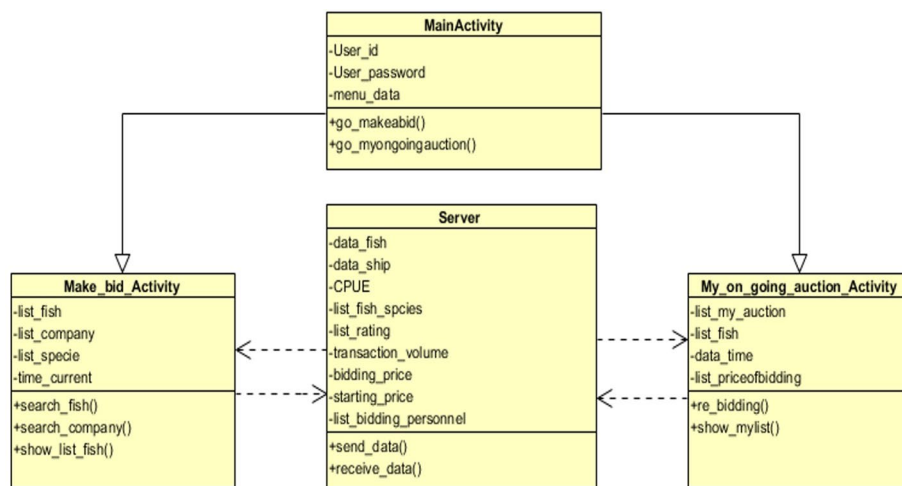 MainActivity
-User_id
-User_password
-menu_data
+go_makeabid()
+go_myongoingauction()
Server
-data_fish
-data_ship
-CPUE
-list_fish_spcies
-list_rating
-transaction_volume
-bidding_price
-starting_price
-list_bidding_personnel
+send_data()
+receive_data()
Make_bid_Activity
-list_fish
-list_company
-list_specie
-time_current
+search_fish()
+search_company()
+show_list_fish()
My_on_going_auction_Activity
-list_my_auction
-list_fish
-data_time
-list_priceofbidding
+re_bidding()
+show_mylist()